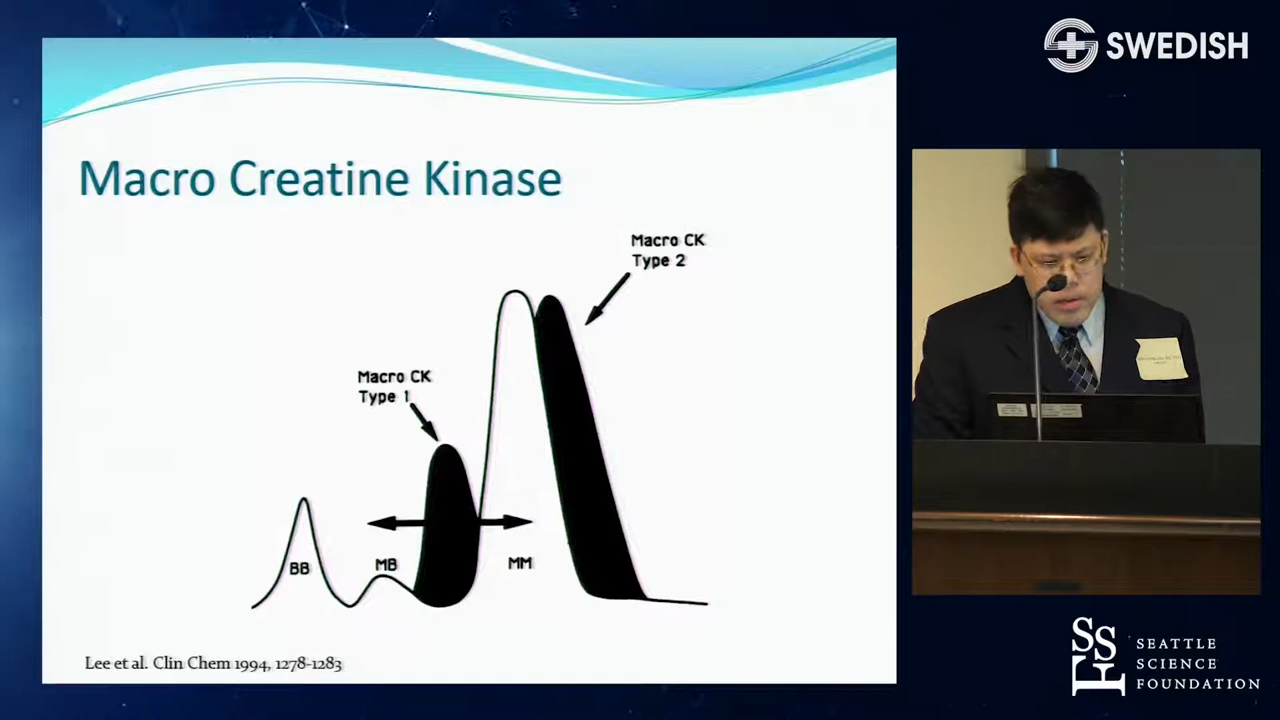 SWEDISH
Macro Creatine Kinase
Macro CK
Type 2
Macro CK
Type 1
BB
MB
MM
Lee et al. Clin Chem 1994, 1278-1283
SSF
SEATTLE
SCIENCE
FOUNDATION